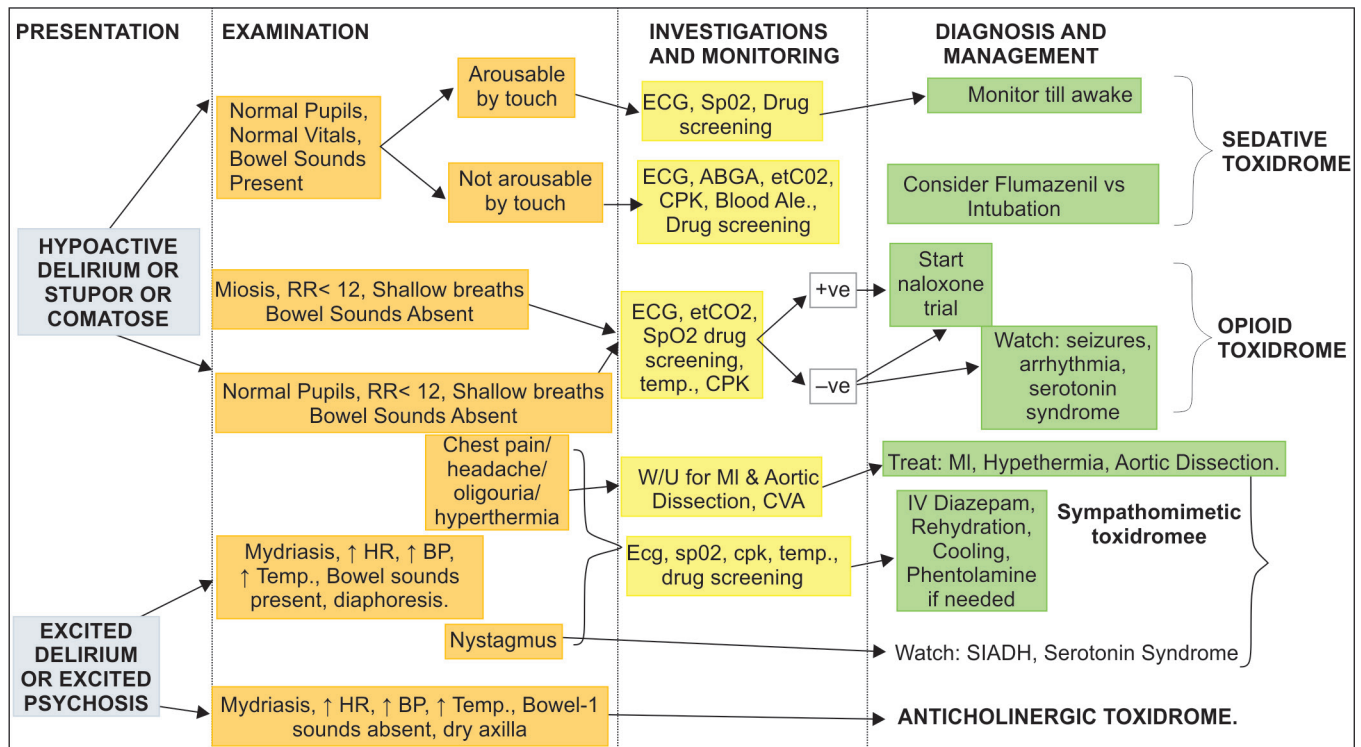 PRESENTATION
EXAMINATION
INVESTIGATIONS
AND MONITORING
DIAGNOSIS AND
MANAGEMENT
HYPOACTIVE
DELIRIUM OR
STUPOR OR
COMATOSE
Normal Pupils,
Normal Vitals,
Bowel Sounds
Present
Arousable
by touch
ECG, Sp02, Drug
screening
Monitor till awake
Not arousable
by touch
ECG, ABGA, etC02,
CPK, Blood Ale.,
Drug screening
Consider Flumazenil vs
Intubation
SEDATIVE
TOXIDROME
Miosis, RR< 12, Shallow breaths
Bowel Sounds Absent
Normal Pupils, RR< 12, Shallow breaths
Bowel Sounds Absent
ECG, etCO2,
SpO2 drug
screening,
temp., CPK
+ve
–ve
Start
naloxone
trial
Watch: seizures,
arrhythmia,
serotonin
syndrome
OPIOID
TOXIDROME
EXCITED
DELIRIUM
OR EXCITED
PSYCHOSIS
Chest pain/
headache/
oligouria/
hyperthermia
W/U for MI & Aortic
Dissection, CVA
Treat: MI, Hypethermia, Aortic Dissection.
Mydriasis, ↑ HR, ↑ BP,
↑ Temp., Bowel sounds
present, diaphoresis.
Ecg, sp02, cpk, temp.,
drug screening
IV Diazepam,
Rehydration,
Cooling,
Phentolamine
if needed
Sympathomimetic
toxidromee
Nystagmus
Watch: SIADH, Serotonin Syndrome
Mydriasis, ↑ HR, ↑ BP, ↑ Temp., Bowel-1
sounds absent, dry axilla
ANTICHOLINERGIC TOXIDROME.